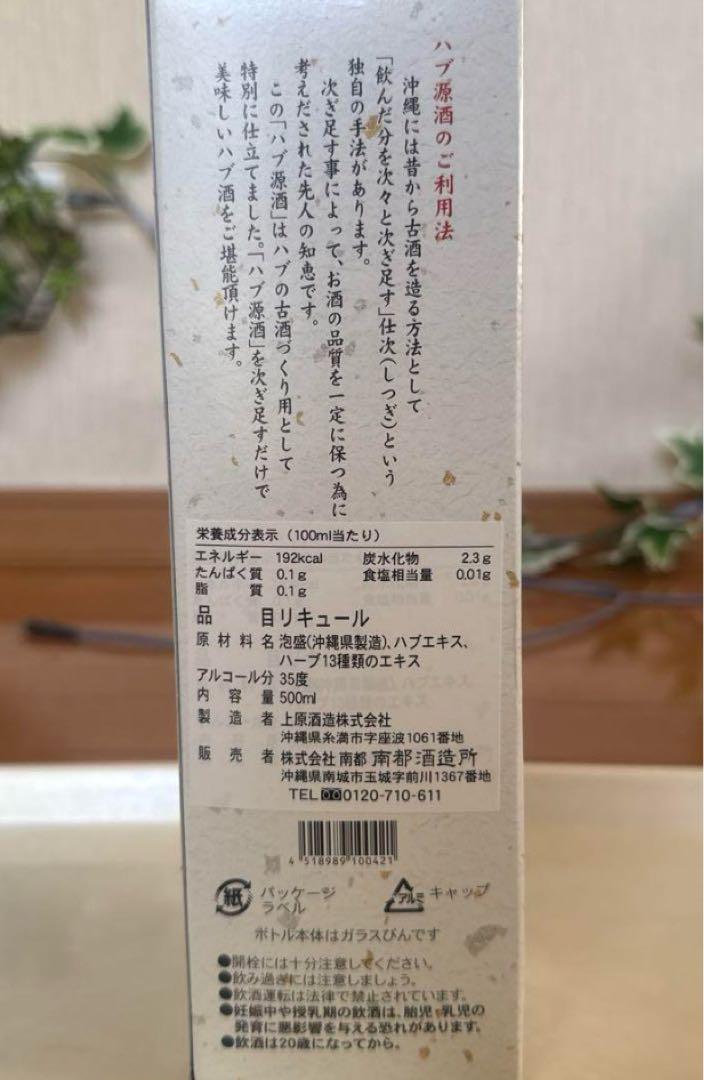 ハブ源酒のご利用法
沖縄には昔から古酒を造る方法として
「飲んだ分を次々と次ぎ足す」仕次(しつぎ)という
独自の手法があります。
次ぎ足す事によって、お酒の品質を一定に保つ為に
考えだされた先人の知恵です。
この「ハブ源酒」はハブの古酒づくり用として
特別に仕立てました。「ハブ源酒」を次ぎ足すだけで
美味しいハブ酒をご堪能頂けます。
栄養成分表示(100ml当たり)
エネルギー 192kcal 炭水化物 2.3g
たんぱく質 0.1g 食塩相当量 0.01g
脂質 0.1g
品目 リキュール
原材料名 泡盛(沖縄県製造)、ハブエキス、
ハーブ13種類のエキス
アルコール分 35度
内容量 500ml
製造者 上原酒造株式会社
沖縄県糸満市字座波1061番地
販売者 株式会社 南都 南都酒造所
沖縄県南城市玉城字前川1367番地
TEL 0120-710-611
4 518989 100421
紙 パッケージ
ラベル
アルミ キャップ
ボトル本体はガラスびんです
●開栓には十分注意してください。
●飲み過ぎには注意しましょう。
●飲酒運転は法律で禁止されています。
●妊娠中や授乳期の飲酒は、胎児・乳児の
発育に悪影響を与える恐れがあります。
●飲酒は20歳になってから。